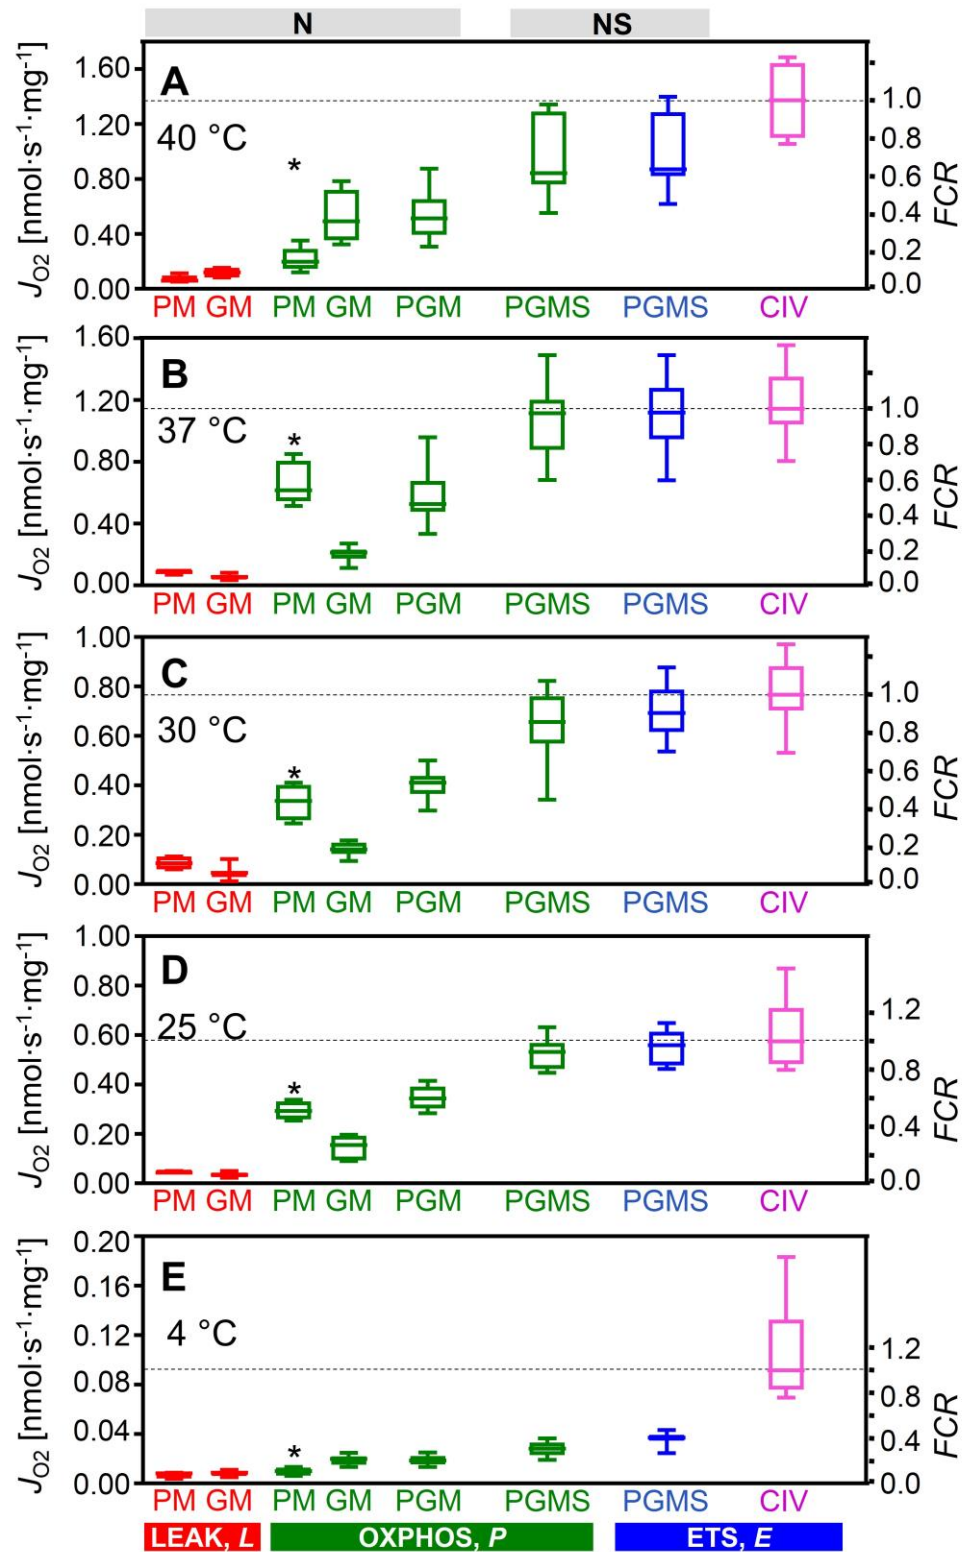 N NS
J O2 [nmol·s-1·mg-1]
A
40 °C
*
1.60
1.20
0.80
0.40
0.00
1.0
0.8
0.6
0.4
0.2
0.0
FCR
PM GM PM GM PGM PGMS PGMS CIV
J O2 [nmol·s-1·mg-1]
B
37 °C
*
1.60
1.20
0.80
0.40
0.00
1.0
0.8
0.6
0.4
0.2
0.0
FCR
PM GM PM GM PGM PGMS PGMS CIV
J O2 [nmol·s-1·mg-1]
C
30 °C
*
1.00
0.80
0.60
0.40
0.20
0.00
1.0
0.8
0.6
0.4
0.2
0.0
FCR
PM GM PM GM PGM PGMS PGMS CIV
J O2 [nmol·s-1·mg-1]
D
25 °C
*
1.00
0.80
0.60
0.40
0.20
0.00
1.2
0.8
0.4
0.0
FCR
PM GM PM GM PGM PGMS PGMS CIV
J O2 [nmol·s-1·mg-1]
E
4 °C
*
0.20
0.16
0.12
0.08
0.04
0.00
1.2
0.8
0.4
0.0
FCR
PM GM PM GM PGM PGMS PGMS CIV
LEAK, L OXPHOS, P ETS, E